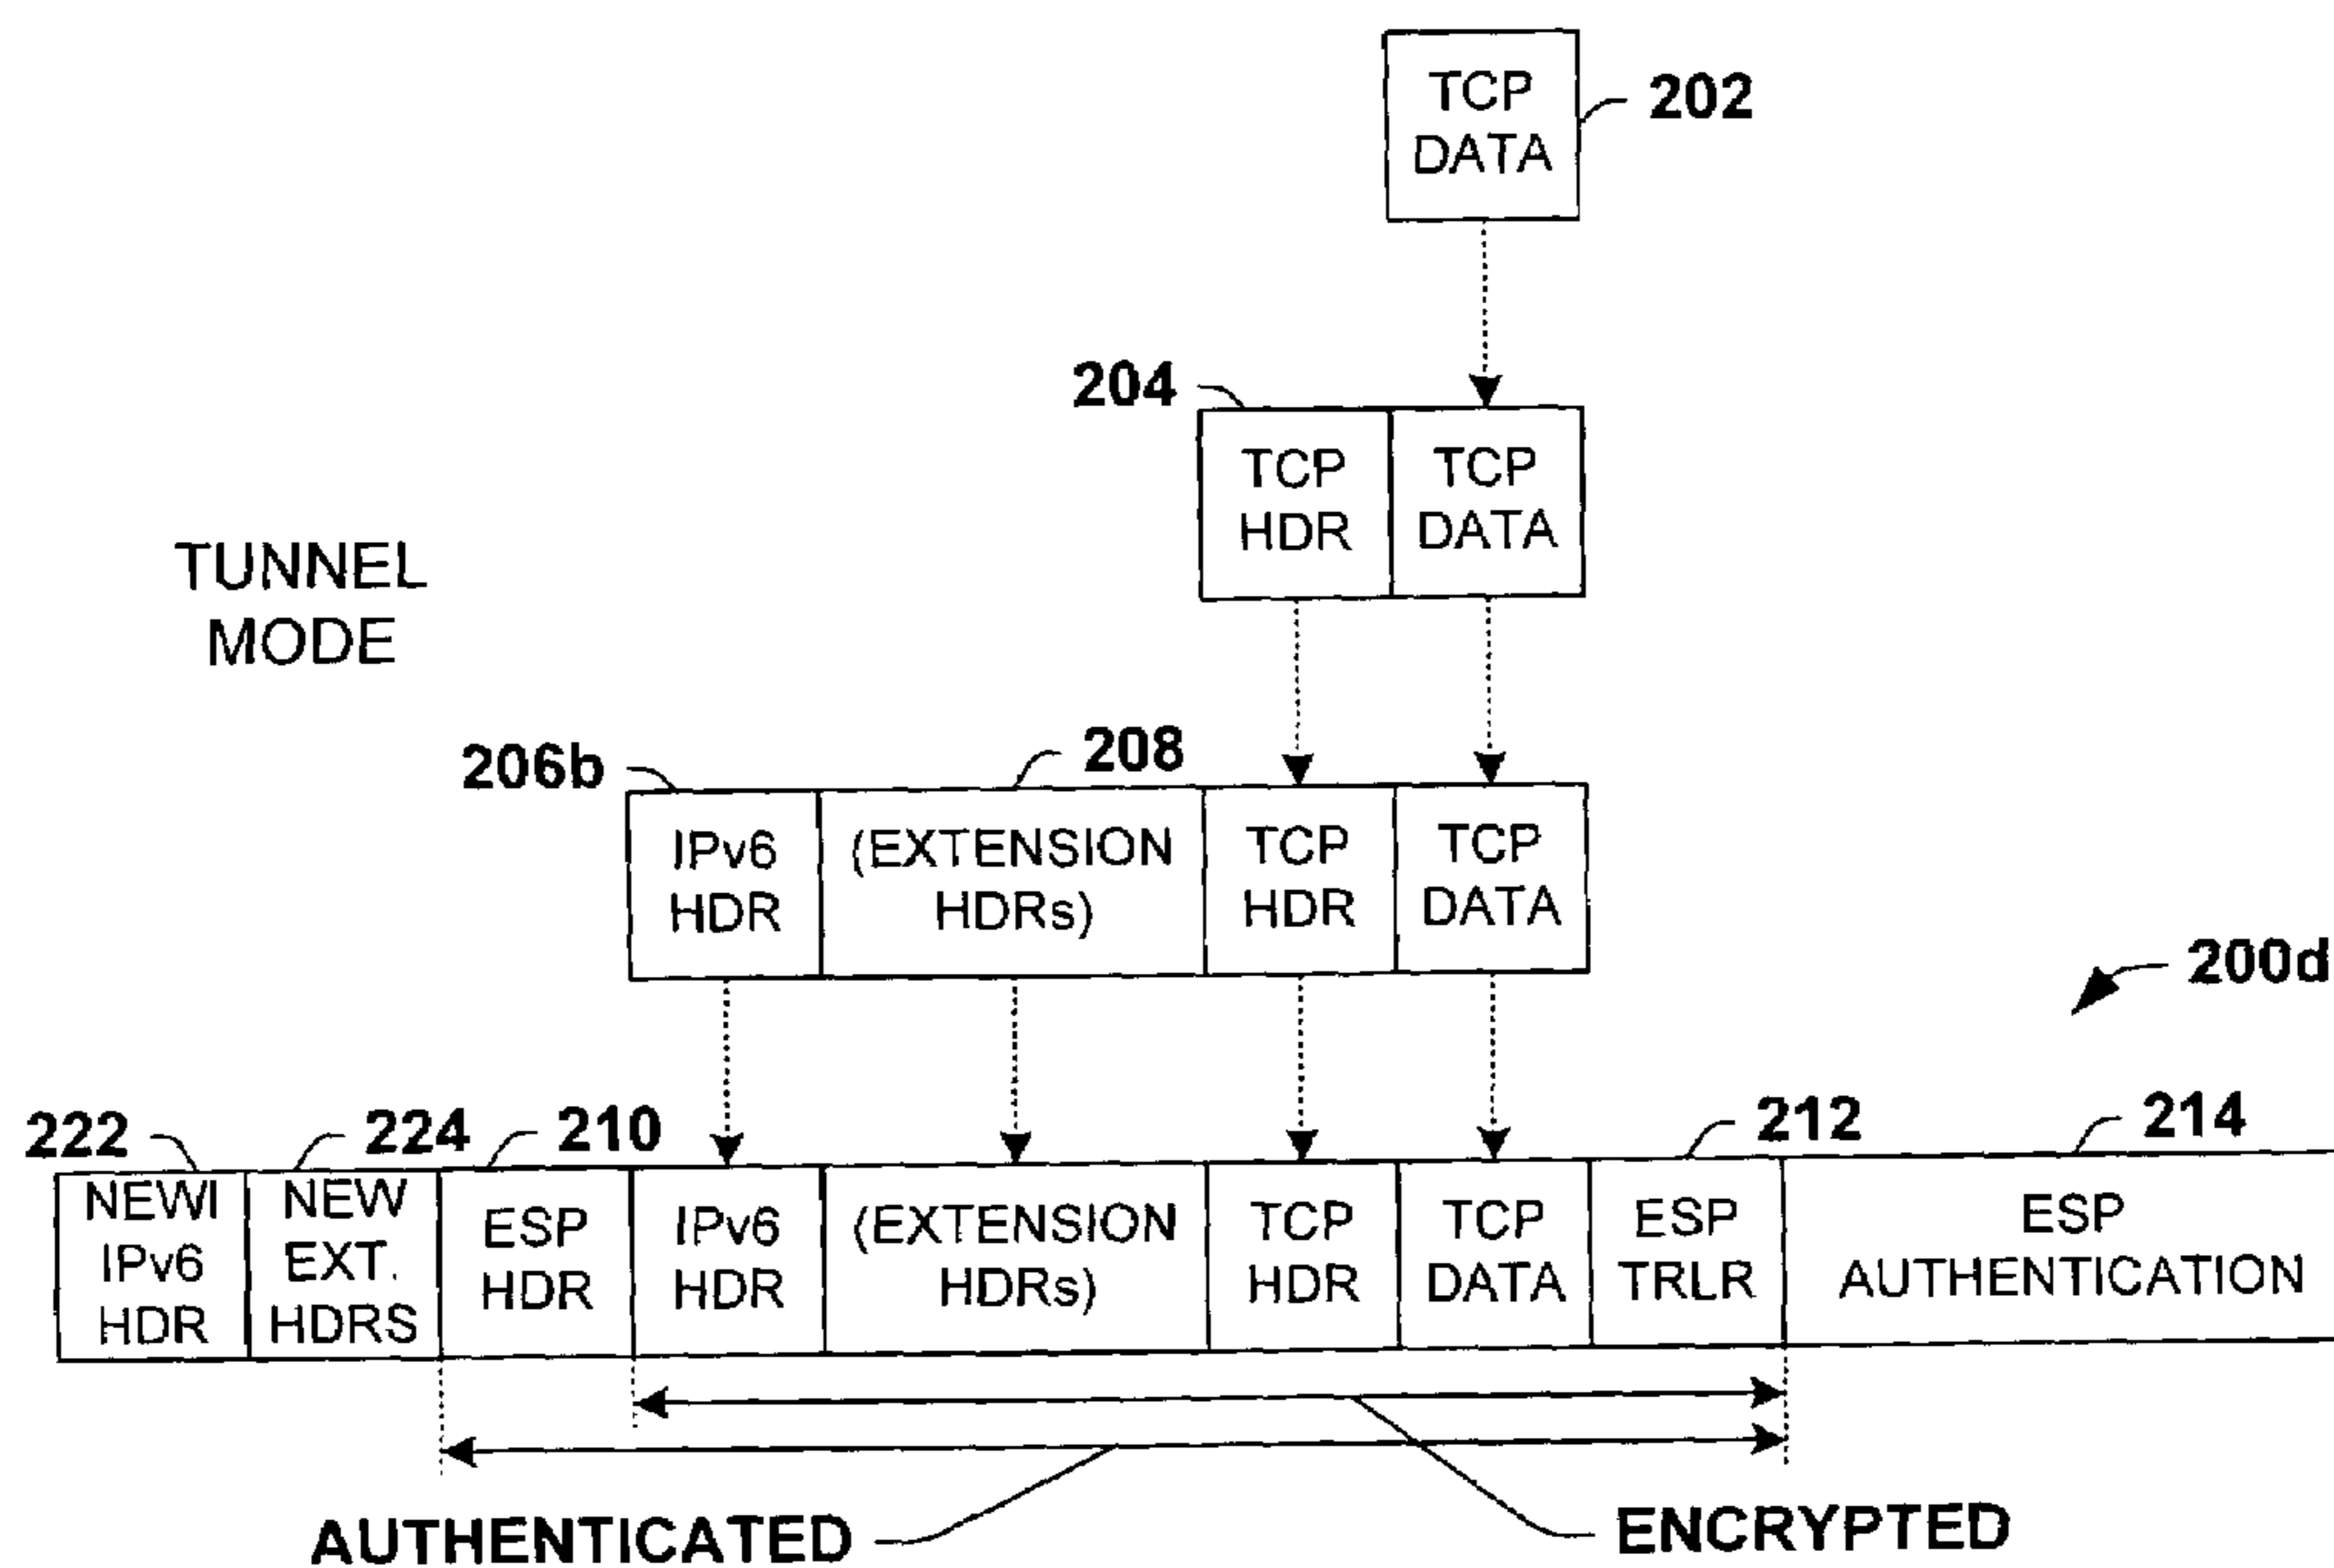 TCP
DATA
202
204
TCP
HDR
TCP
DATA
TUNNEL
MODE
206b
208
IPv6
HDR
(EXTENSION
HDRs)
TCP
HDR
TCP
DATA
200d
222
224
210
212
214
NEWI
IPv6
HDR
NEW
EXT.
HDRS
ESP
HDR
IPv6
HDR
(EXTENSION
HDRs)
TCP
HDR
TCP
DATA
ESP
TRLR
ESP
AUTHENTICATION
AUTHENTICATED
ENCRYPTED